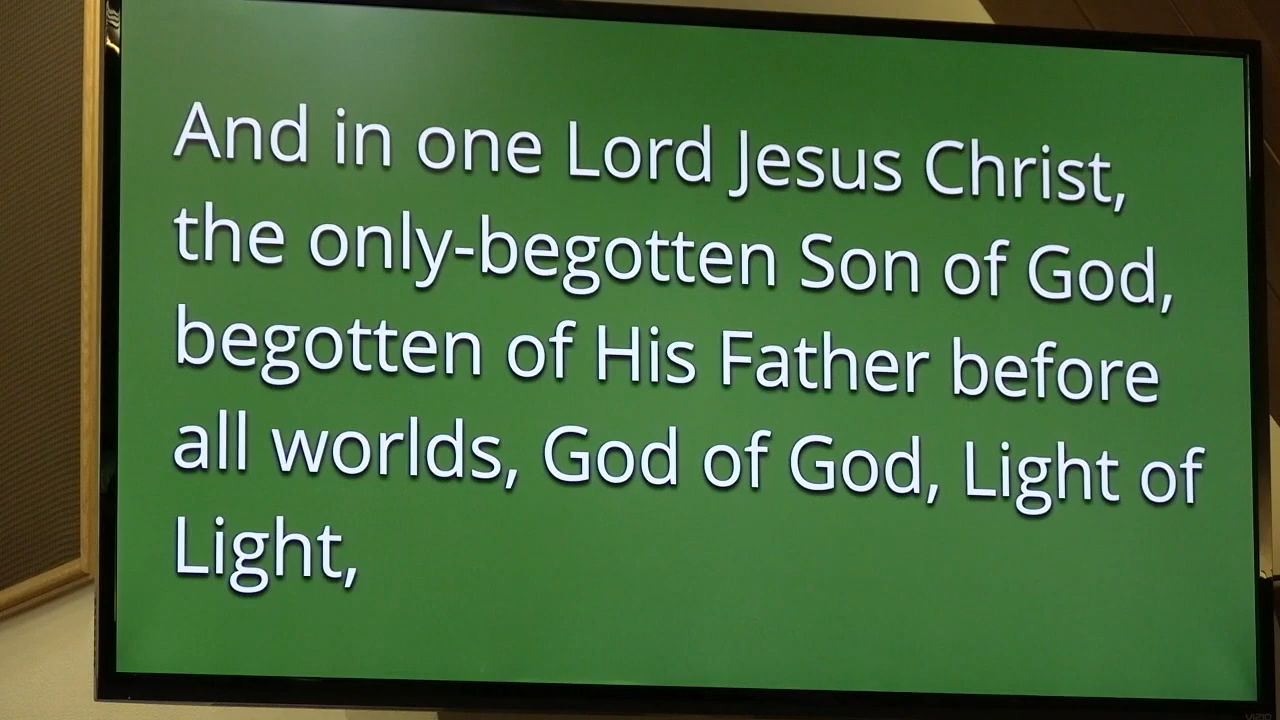 And in one Lord Jesus Christ,
the only-begotten Son of God,
begotten of His Father before
all worlds, God of God, Light of
Light,
VIZIO